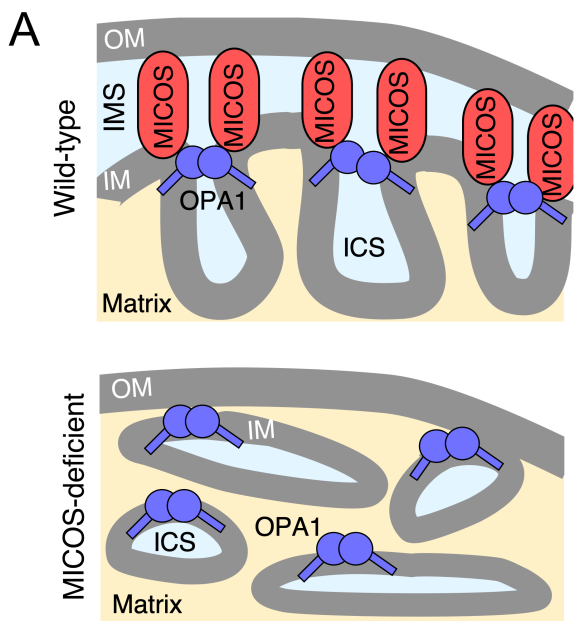 A
Wild-type
OM
IMS
MICOS
MICOS
MICOS
MICOS
MICOS
MICOS
IM
OPA1
ICS
Matrix
MICOS-deficient
OM
IM
OPA1
ICS
Matrix